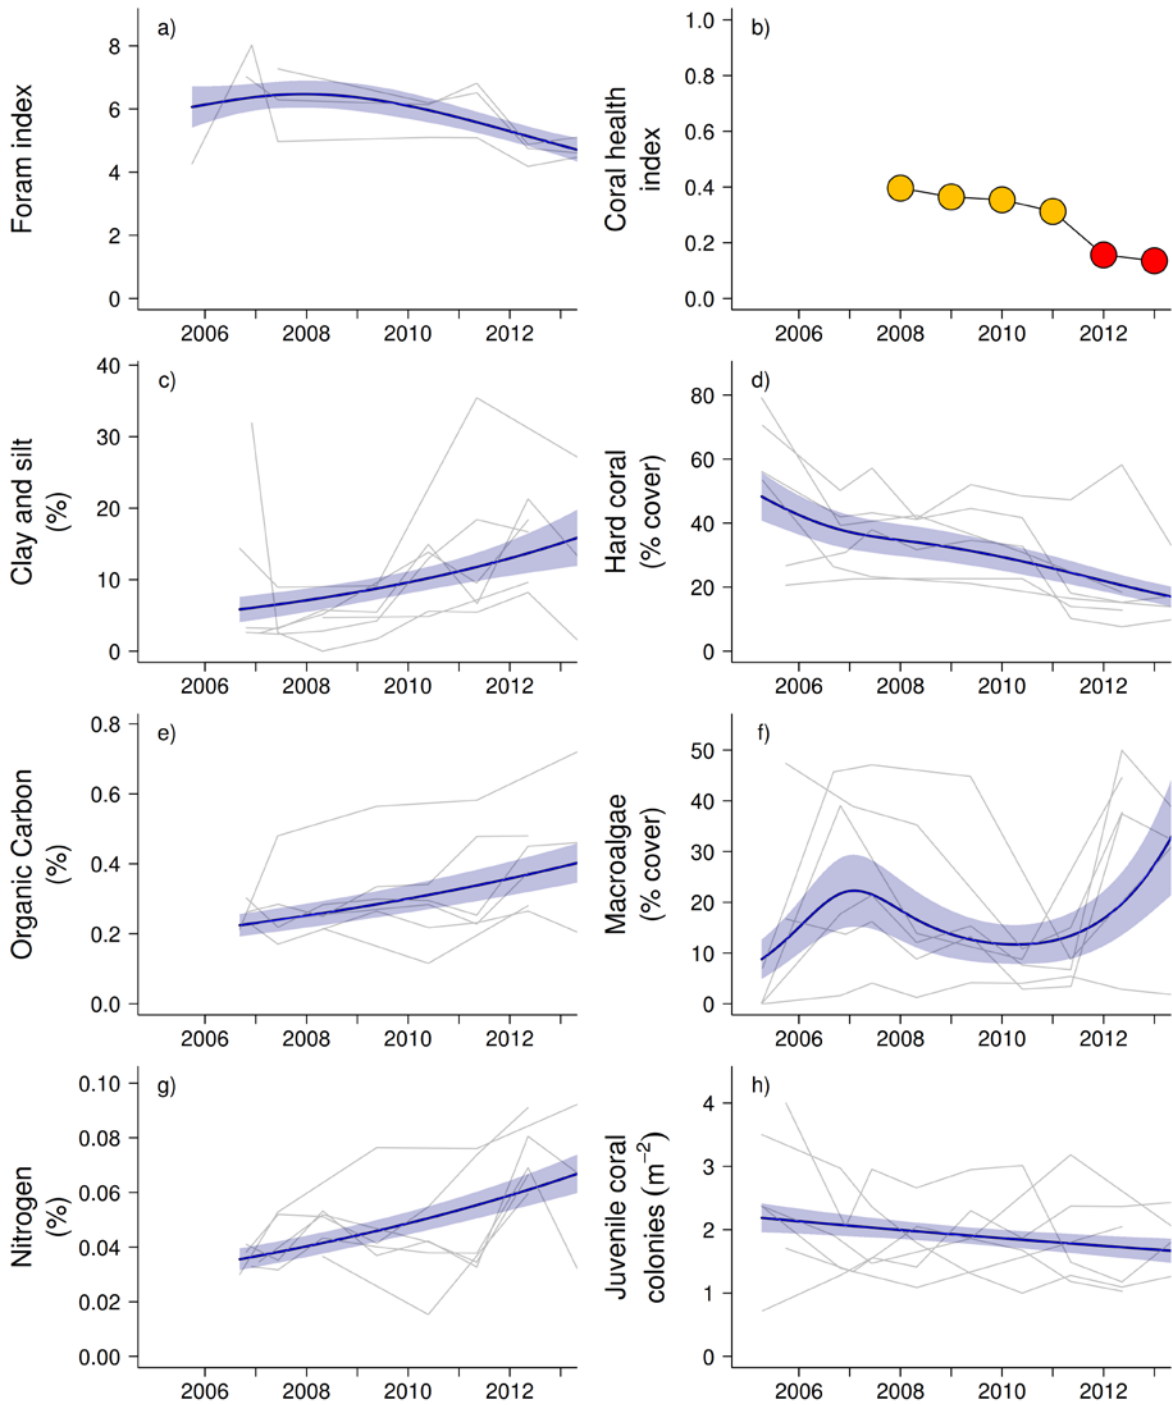 a)
Foram index
8
6
4
2
0
2006 2008 2010 2012
b)
Coral health
index
1.0
0.8
0.6
0.4
0.2
0.0
2006 2008 2010 2012
c)
Clay and silt
(%)
40
30
20
10
0
2006 2008 2010 2012
d)
Hard coral
(% cover)
80
60
40
20
0
2006 2008 2010 2012
e)
Organic Carbon
(%)
0.8
0.6
0.4
0.2
0.0
2006 2008 2010 2012
f)
Macroalgae
(% cover)
50
40
30
20
10
0
2006 2008 2010 2012
g)
Nitrogen
(%)
0.10
0.08
0.06
0.04
0.02
0.00
2006 2008 2010 2012
h)
Juvenile coral
colonies (m⁻²)
4
3
2
1
0
2006 2008 2010 2012